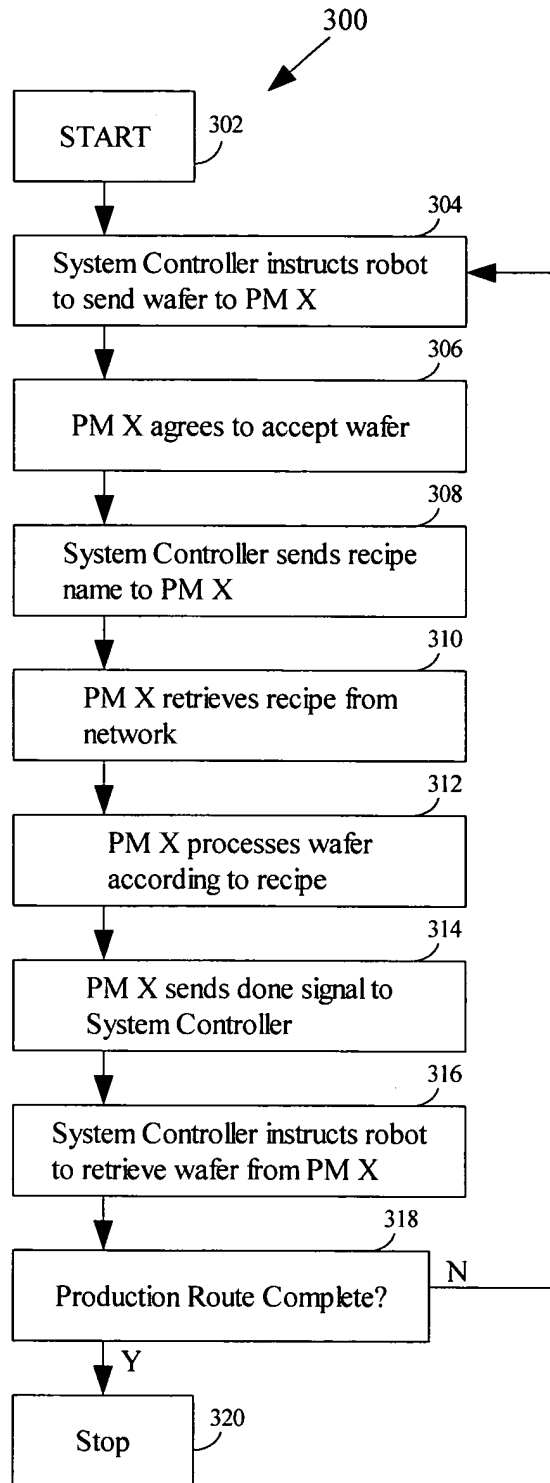 300
START
302
304
System Controller instructs robot
to send wafer to PM X
306
PM X agrees to accept wafer
308
System Controller sends recipe
name to PM X
310
PM X retrieves recipe from
network
312
PM X processes wafer
according to recipe
314
PM X sends done signal to
System Controller
316
System Controller instructs robot
to retrieve wafer from PM X
318
Production Route Complete?
N
Y
Stop
320